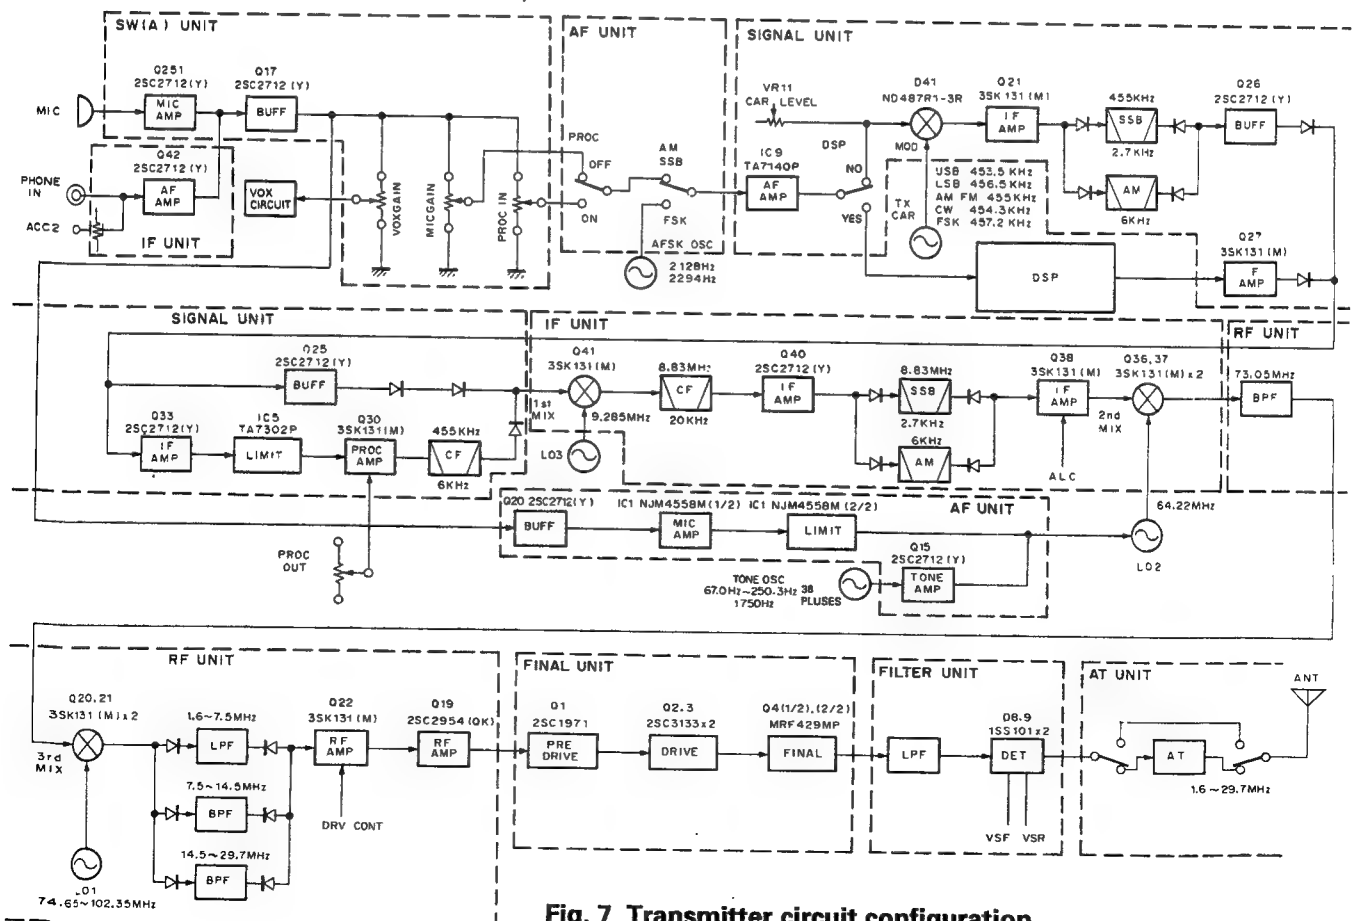 SW(A) UNIT
AF UNIT
SIGNAL UNIT
Q251
2SC2712(Y)
Q17
2SC2712(Y)
MIC
MIC
AMP
BUFF
Q42
2SC2712(Y)
PHONE
IN
AF
AMP
ACC2
IF UNIT
VOX
CIRCUIT
VOXGAIN
MICGAIN
PROC IN
PROC
OFF
ON
AM
SSB
FSK
AFSK OSC
2128Hz
2294Hz
VR11
CAR LEVEL
D41
ND487R1-3R
MOD
IC9
TA7140P
AF
AMP
DSP
NO
YES
TX
CAR
USB 453.5 KHz
LSB 456.5 KHz
AM FM 455 KHz
CW 454.3 KHz
FSK 457.2 KHz
Q21
3SK131(M)
IF
AMP
455KHz
SSB
2.7KHz
AM
6KHz
Q26
2SC2712(Y)
BUFF
DSP
Q27
3SK131(M)
F
AMP
SIGNAL UNIT
Q25
2SC2712(Y)
BUFF
Q33
2SC2712(Y)
IF
AMP
IC5
TA7302P
LIMIT
Q30
3SK131(M)
PROC
AMP
455KHz
CF
6KHz
IF UNIT
Q41
3SK131(M)
1st
MIX
9.285MHz
LO3
8.83MHz
CF
20KHz
Q40
2SC2712(Y)
IF
AMP
8.83MHz
SSB
2.7KHz
6KHz
AM
Q38
3SK131(M)
IF
AMP
ALC
2nd
MIX
Q36,37
3SK131(M)x2
64.22MHz
LO2
RF UNIT
73.05MHz
BPF
Q20 2SC2712(Y)
BUFF
IC1 NJM4558M(1/2)
MIC
AMP
IC1 NJM4558M(2/2)
LIMIT
AF UNIT
Q15
2SC2712(Y)
TONE
AMP
TONE OSC
67.0Hz~250.3Hz
1750Hz
38
PLUSES
PROC
OUT
RF UNIT
Q20,21
3SK131(M)x2
3rd
MIX
LO1
74.65~102.35MHz
1.6~7.5MHz
LPF
7.5~14.5MHz
BPF
14.5~29.7MHz
BPF
Q22
3SK131(M)
RF
AMP
DRV CONT
Q19
2SC2954(QK)
RF
AMP
FINAL UNIT
Q1
2SC1971
PRE
DRIVE
Q2.3
2SC3133x2
DRIVE
Q4(1/2),(2/2)
MRF429MP
FINAL
FILTER UNIT
LPF
D8.9
1SS101x2
DET
VSF VSR
AT UNIT
AT
1.6~29.7MHz
ANT
Fig. 7 Transmitter circuit configuration